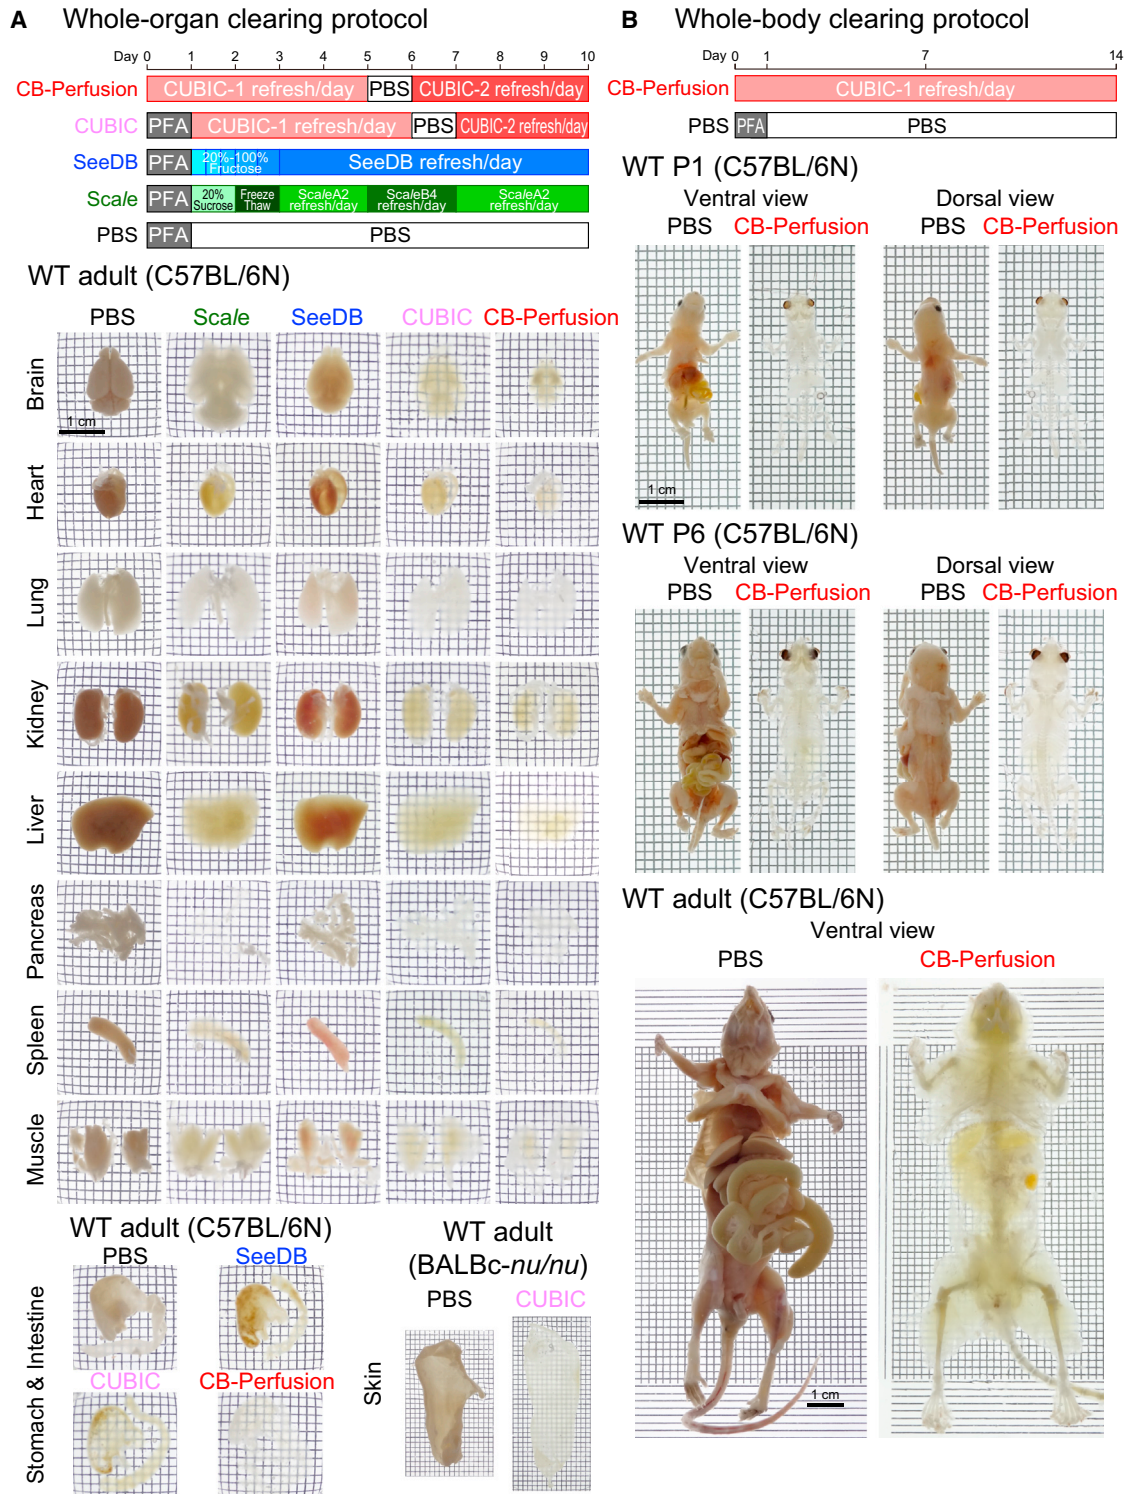 A Whole-organ clearing protocol
Day 0 1 2 3 4 5 6 7 8 9 10
CB-Perfusion CUBIC-1 refresh/day PBS CUBIC-2 refresh/day
CUBIC PFA CUBIC-1 refresh/day PBS CUBIC-2 refresh/day
SeeDB PFA 20%-100% Fructose SeeDB refresh/day
Scale PFA 20% Sucrose Freeze Thaw ScaleA2 refresh/day ScaleB4 refresh/day ScaleA2 refresh/day
PBS PFA PBS
WT adult (C57BL/6N)
PBS Scale SeeDB CUBIC CB-Perfusion
Brain
1 cm
Heart
Lung
Kidney
Liver
Pancreas
Spleen
Muscle
WT adult (C57BL/6N)
PBS SeeDB
CUBIC CB-Perfusion
Stomach & Intestine
WT adult
(BALBc-nu/nu)
PBS CUBIC
Skin
B Whole-body clearing protocol
Day 0 1 7 14
CB-Perfusion CUBIC-1 refresh/day
PBS PFA PBS
WT P1 (C57BL/6N)
Ventral view Dorsal view
PBS CB-Perfusion PBS CB-Perfusion
1 cm
WT P6 (C57BL/6N)
Ventral view Dorsal view
PBS CB-Perfusion PBS CB-Perfusion
WT adult (C57BL/6N)
Ventral view
PBS CB-Perfusion
1 cm